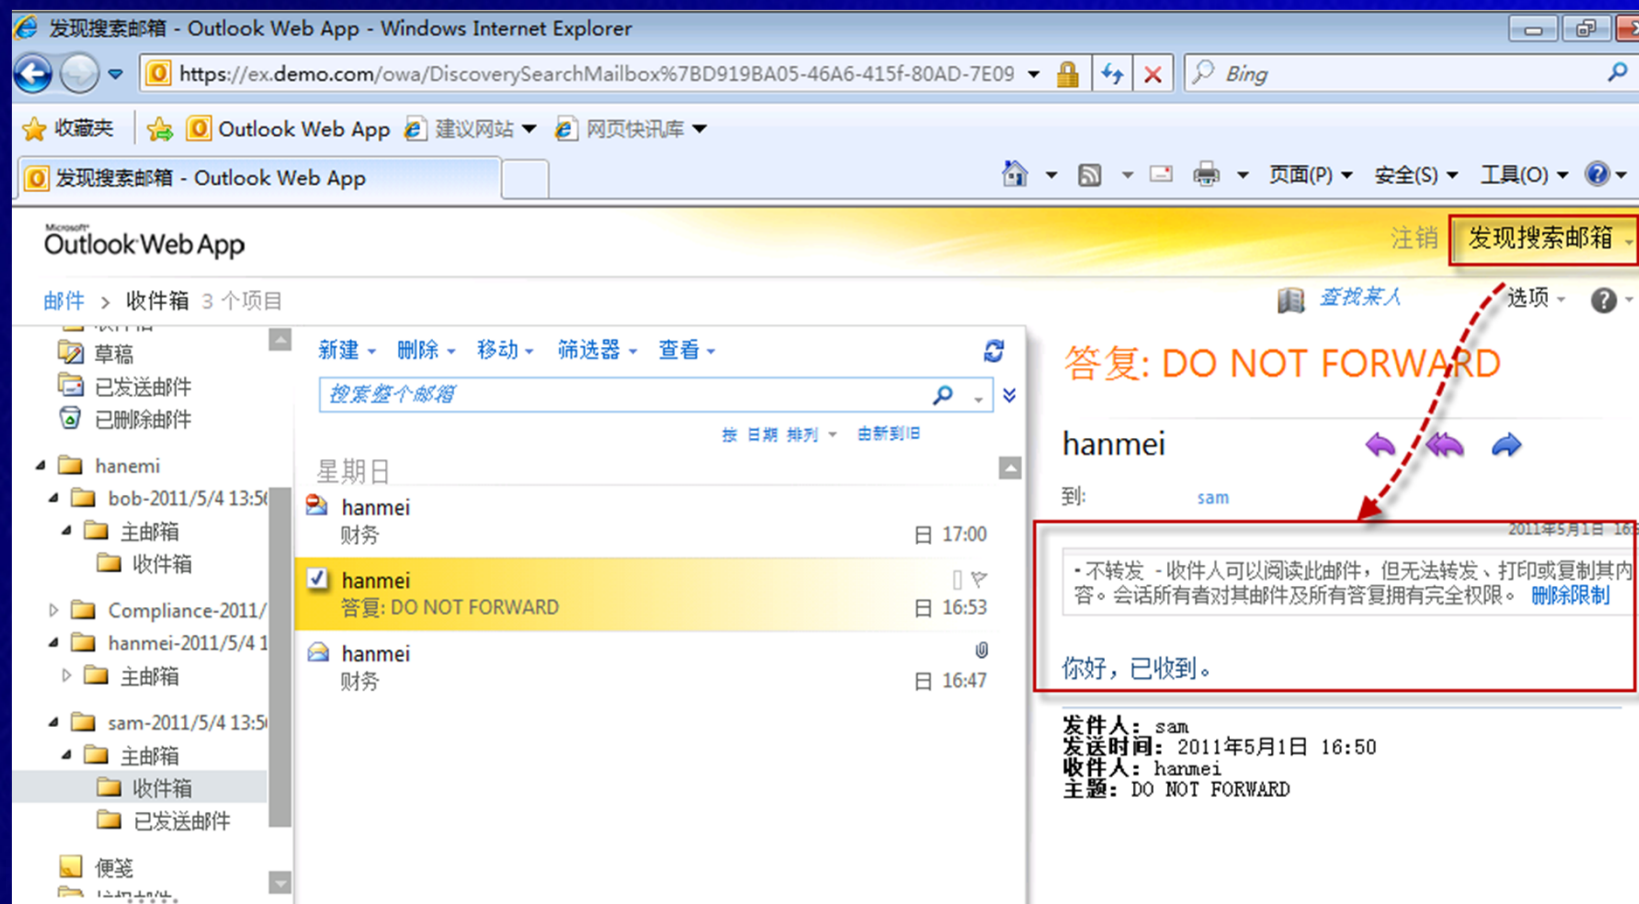 发现搜索邮箱 - Outlook Web App - Windows Internet Explorer
https://ex.demo.com/owa/DiscoverySearchMailbox%7BD919BA05-46A6-415f-80AD-7E09
Bing
收藏夹
Outlook Web App
建议网站
网页快讯库
发现搜索邮箱 - Outlook Web App
页面(P)
安全(S)
工具(O)
Microsoft
Outlook Web App
注销
发现搜索邮箱
邮件 > 收件箱 3 个项目
查找某人
选项
草稿
已发送邮件
已删除邮件
hanemi
bob-2011/5/4 13:5
主邮箱
收件箱
Compliance-2011/
hanmei-2011/5/4 1
主邮箱
sam-2011/5/4 13:5
主邮箱
收件箱
已发送邮件
便笺
新建 删除 移动 筛选器 查看
搜索整个邮箱
按 日期 排列 由新到旧
星期日
hanmei
财务 日 17:00
hanmei
答复: DO NOT FORWARD 日 16:53
hanmei
财务 日 16:47
答复: DO NOT FORWARD
hanmei
到: sam
2011年5月1日 16:
• 不转发 - 收件人可以阅读此邮件，但无法转发、打印或复制其内
容。会话所有者对其邮件及所有答复拥有完全权限。 删除限制
你好，已收到。
发件人: sam
发送时间: 2011年5月1日 16:50
收件人: hanmei
主题: DO NOT FORWARD